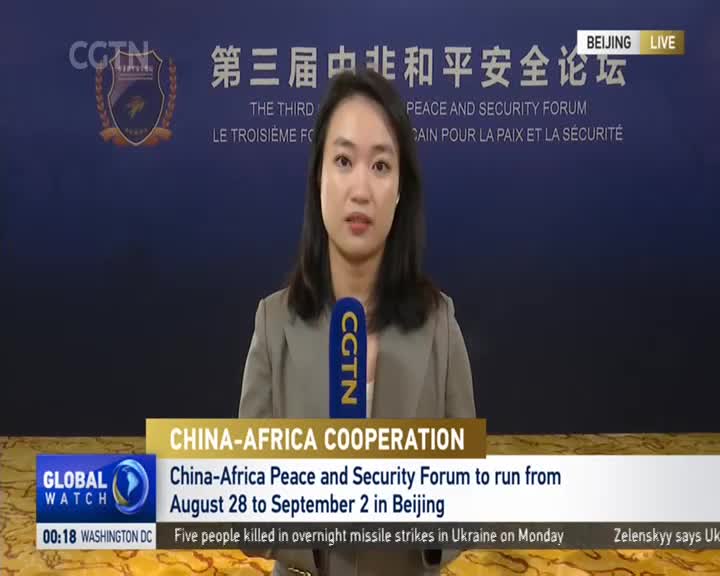 CGTN
BEIJING LIVE
第三届中非和平安全论坛
THE THIRD PEACE AND SECURITY FORUM
LE TROISIÈME FO CAIN POUR LA PAIX ET LA SÉCURITÉ
CGTN
CHINA-AFRICA COOPERATION
GLOBAL
WATCH
China-Africa Peace and Security Forum to run from
August 28 to September 2 in Beijing
00:18 WASHINGTON DC
Five people killed in overnight missile strikes in Ukraine on Monday Zelenskyy says Uk